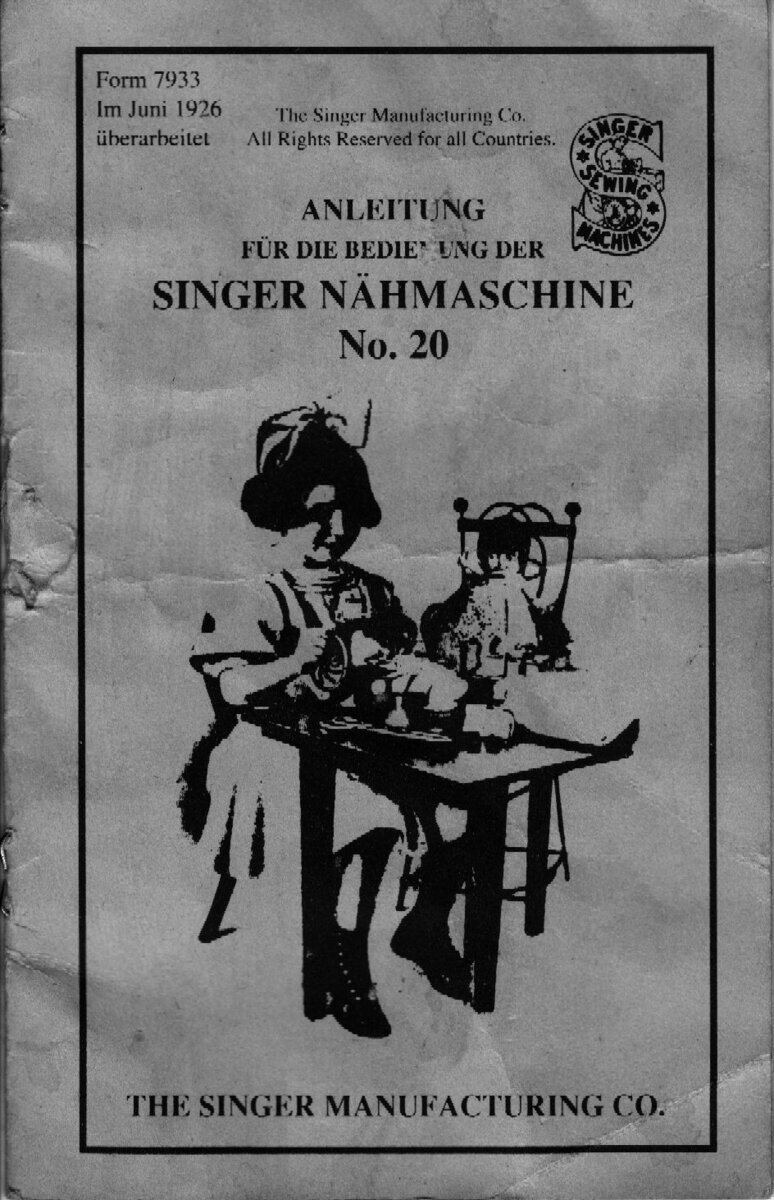 Form 7933
Im Juni 1926
überarbeitet
The Singer Manufacturing Co.
All Rights Reserved for all Countries.
SINGER
SEWING
MACHINES
ANLEITUNG
FÜR DIE BEDIENUNG DER
SINGER NÄHMASCHINE
No. 20
THE SINGER MANUFACTURING CO.